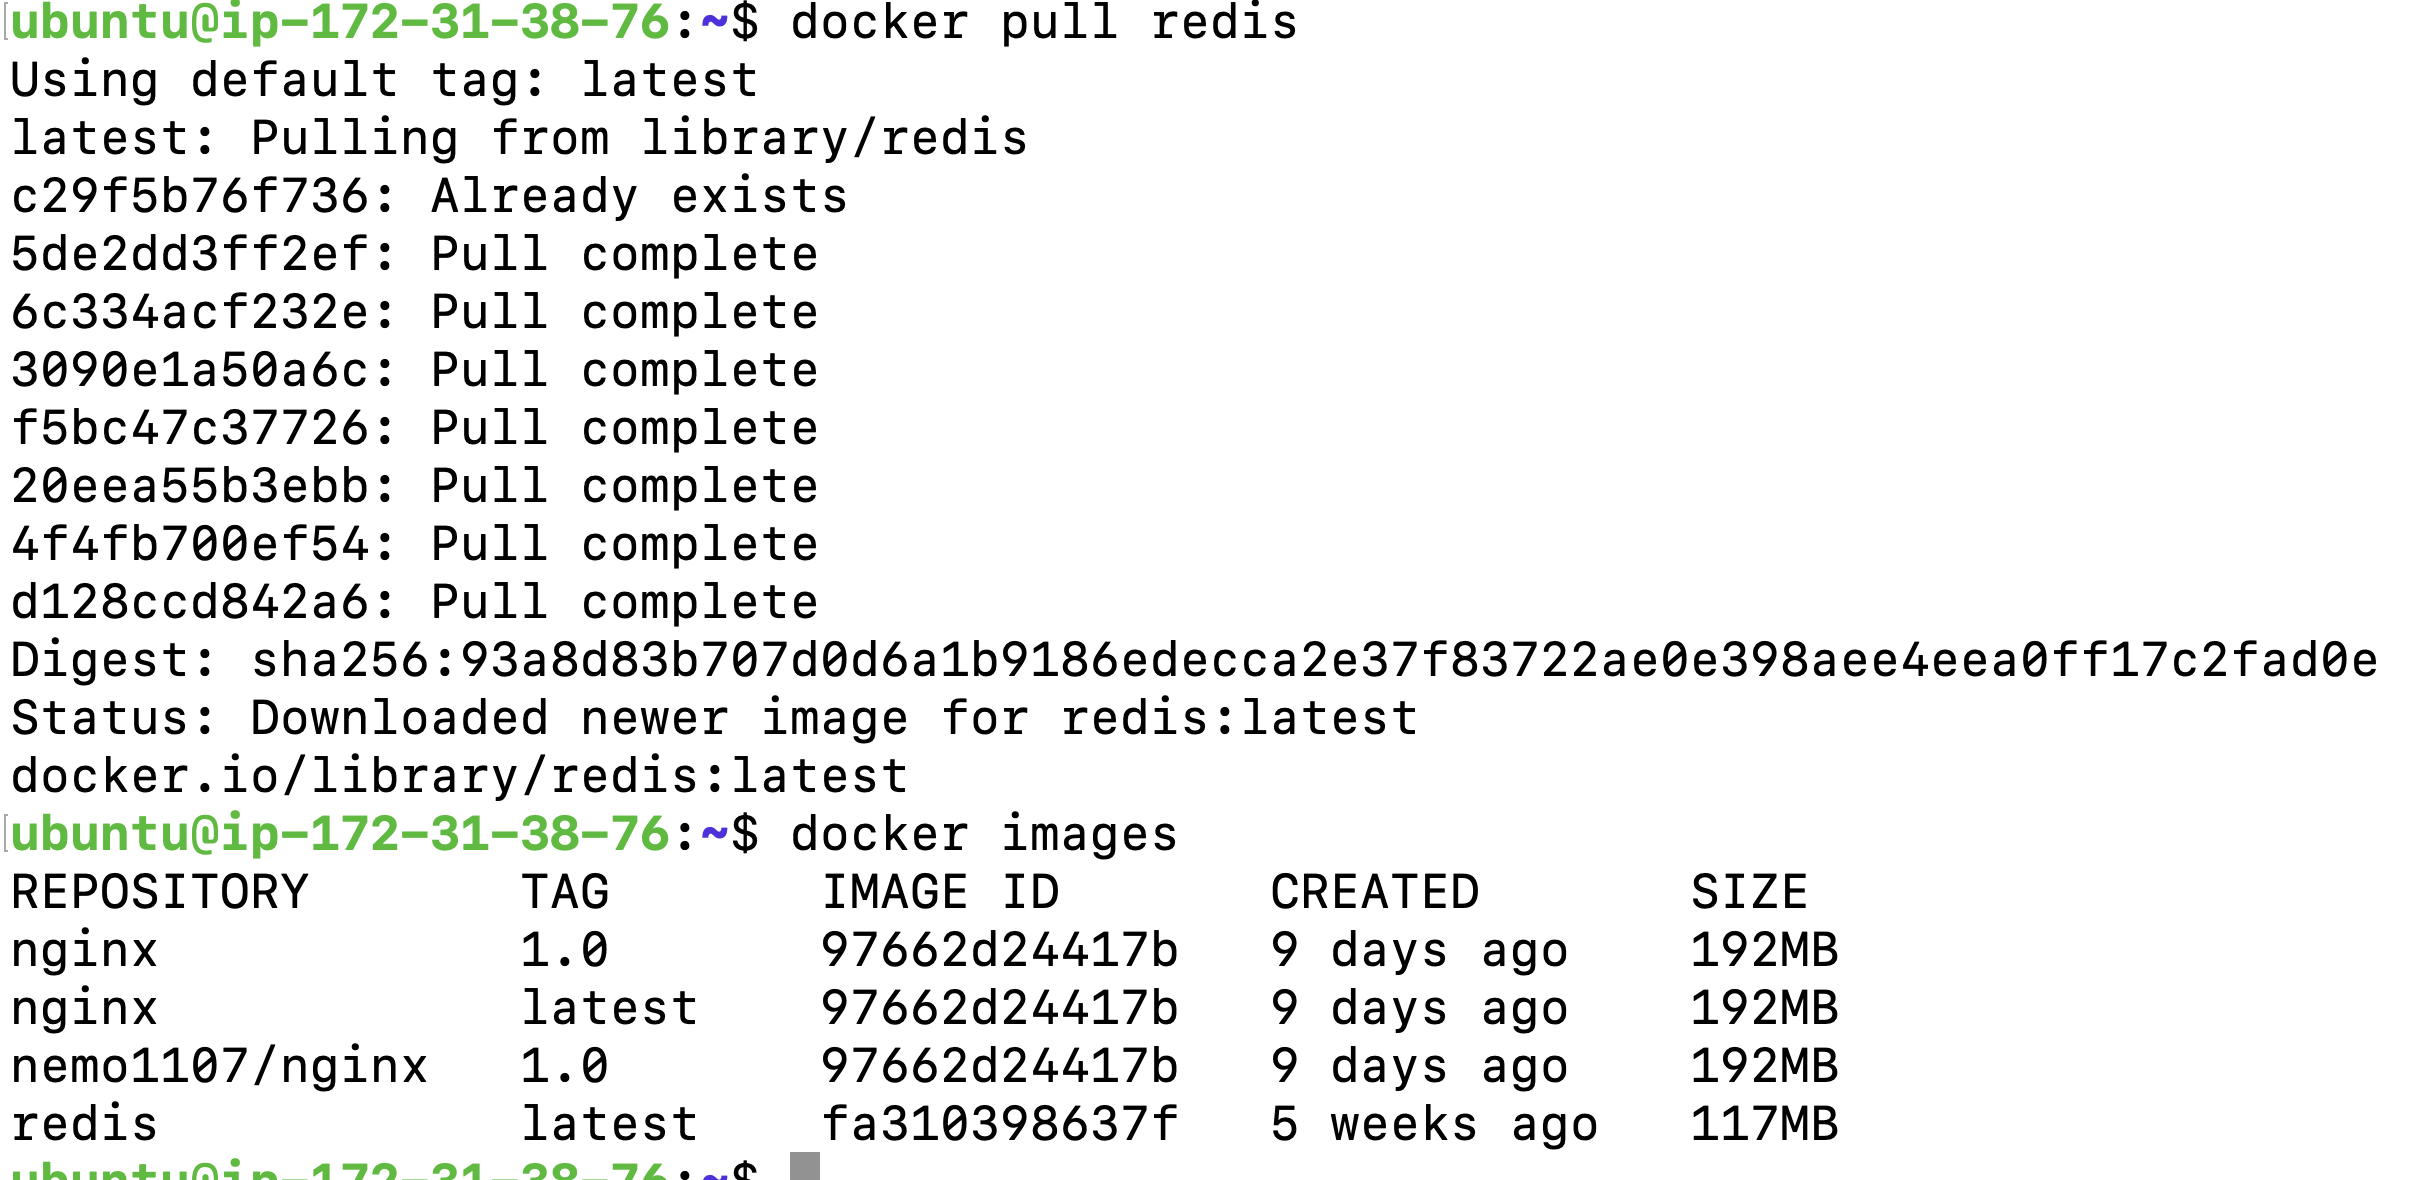 ubuntu@ip-172-31-38-76:~$ docker pull redis
Using default tag: latest
latest: Pulling from library/redis
c29f5b76f736: Already exists
5de2dd3ff2ef: Pull complete
6c334acf232e: Pull complete
3090e1a50a6c: Pull complete
f5bc47c37726: Pull complete
20eea55b3ebb: Pull complete
4f4fb700ef54: Pull complete
d128ccd842a6: Pull complete
Digest: sha256:93a8d83b707d0d6a1b9186edecca2e37f83722ae0e398aee4eea0ff17c2fad0e
Status: Downloaded newer image for redis:latest
docker.io/library/redis:latest
ubuntu@ip-172-31-38-76:~$ docker images
REPOSITORY TAG IMAGE ID CREATED SIZE
nginx 1.0 97662d24417b 9 days ago 192MB
nginx latest 97662d24417b 9 days ago 192MB
nemo1107/nginx 1.0 97662d24417b 9 days ago 192MB
redis latest fa310398637f 5 weeks ago 117MB
ubuntu@ip-172-31-38-76:~$